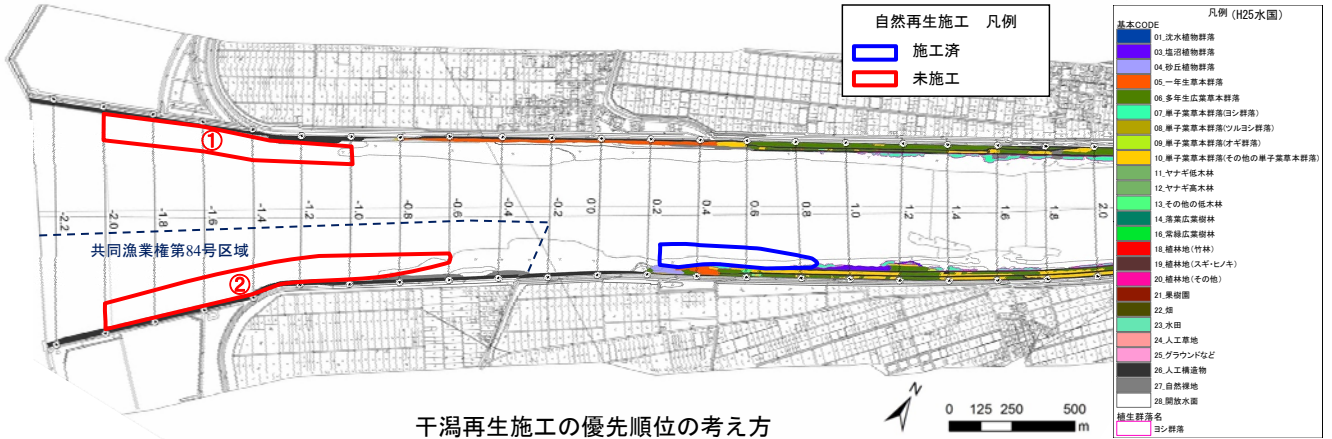 自然再生施工 凡例
施工済
未施工
①
②
共同漁業権第84号区域
-2.2
-2.0
-1.8
-1.6
-1.4
-1.2
-1.0
-0.8
-0.6
-0.4
-0.2
0.0
0.2
0.4
0.6
0.8
1.0
1.2
1.4
1.6
1.8
2.0
干潟再生施工の優先順位の考え方
N
0 125 250 500
m
凡例 (H25水国)
基本CODE
01_沈水植物群落
03_塩沼植物群落
04_砂丘植物群落
05_一年生草本群落
06_多年生広葉草本群落
07_単子葉草本群落(ヨシ群落)
08_単子葉草本群落(ツルヨシ群落)
09_単子葉草本群落(オギ群落)
10_単子葉草本群落(その他の単子葉草本群落)
11_ヤナギ低木林
12_ヤナギ高木林
13_その他の低木林
14_落葉広葉樹林
16_常緑広葉樹林
18_植林地(竹林)
19_植林地(スギ・ヒノキ)
20_植林地(その他)
21_果樹園
22_畑
23_水田
24_人工草地
25_グラウンドなど
26_人工構造物
27_自然裸地
28_開放水面
植生群落名
ヨシ群落